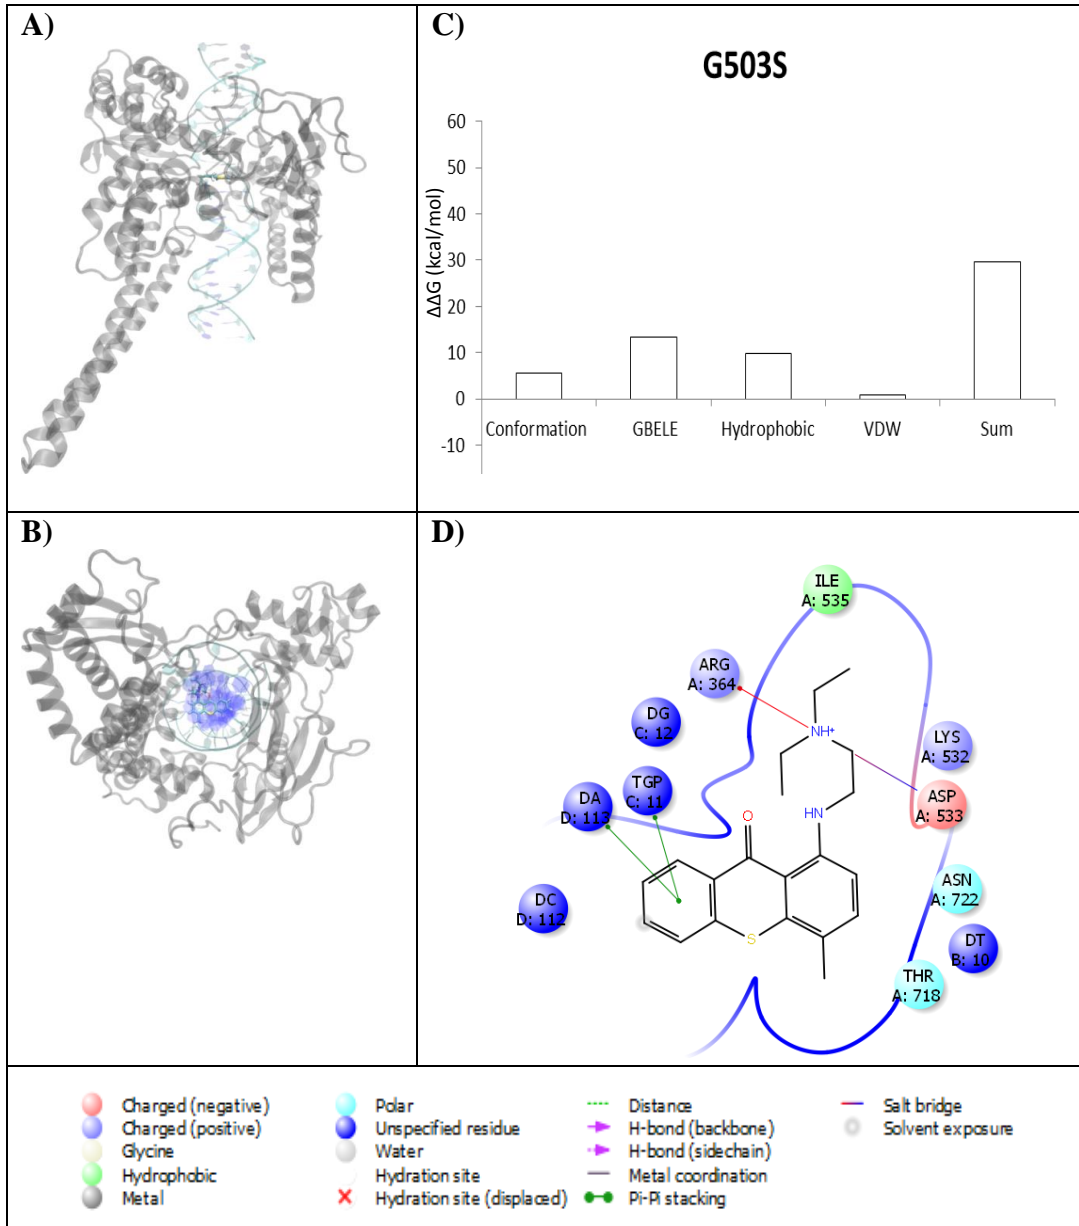 A)
C)
G503S
ΔΔG (kcal/mol)
60
50
40
30
20
10
0
-10
Conformation GBELE Hydrophobic VDW Sum
B)
D)
ILE
A: 535
ARG
A: 364
DG
C: 12
NH+
LYS
A: 532
TGP
C: 11
DA
D: 113
ASP
A: 533
O
HN
DC
D: 112
ASN
A: 722
S
DT
B: 10
THR
A: 718
Charged (negative)
Charged (positive)
Glycine
Hydrophobic
Metal
Polar
Unspecified residue
Water
Hydration site
Hydration site (displaced)
Distance
H-bond (backbone)
H-bond (sidechain)
Metal coordination
Pi-Pi stacking
Salt bridge
Solvent exposure